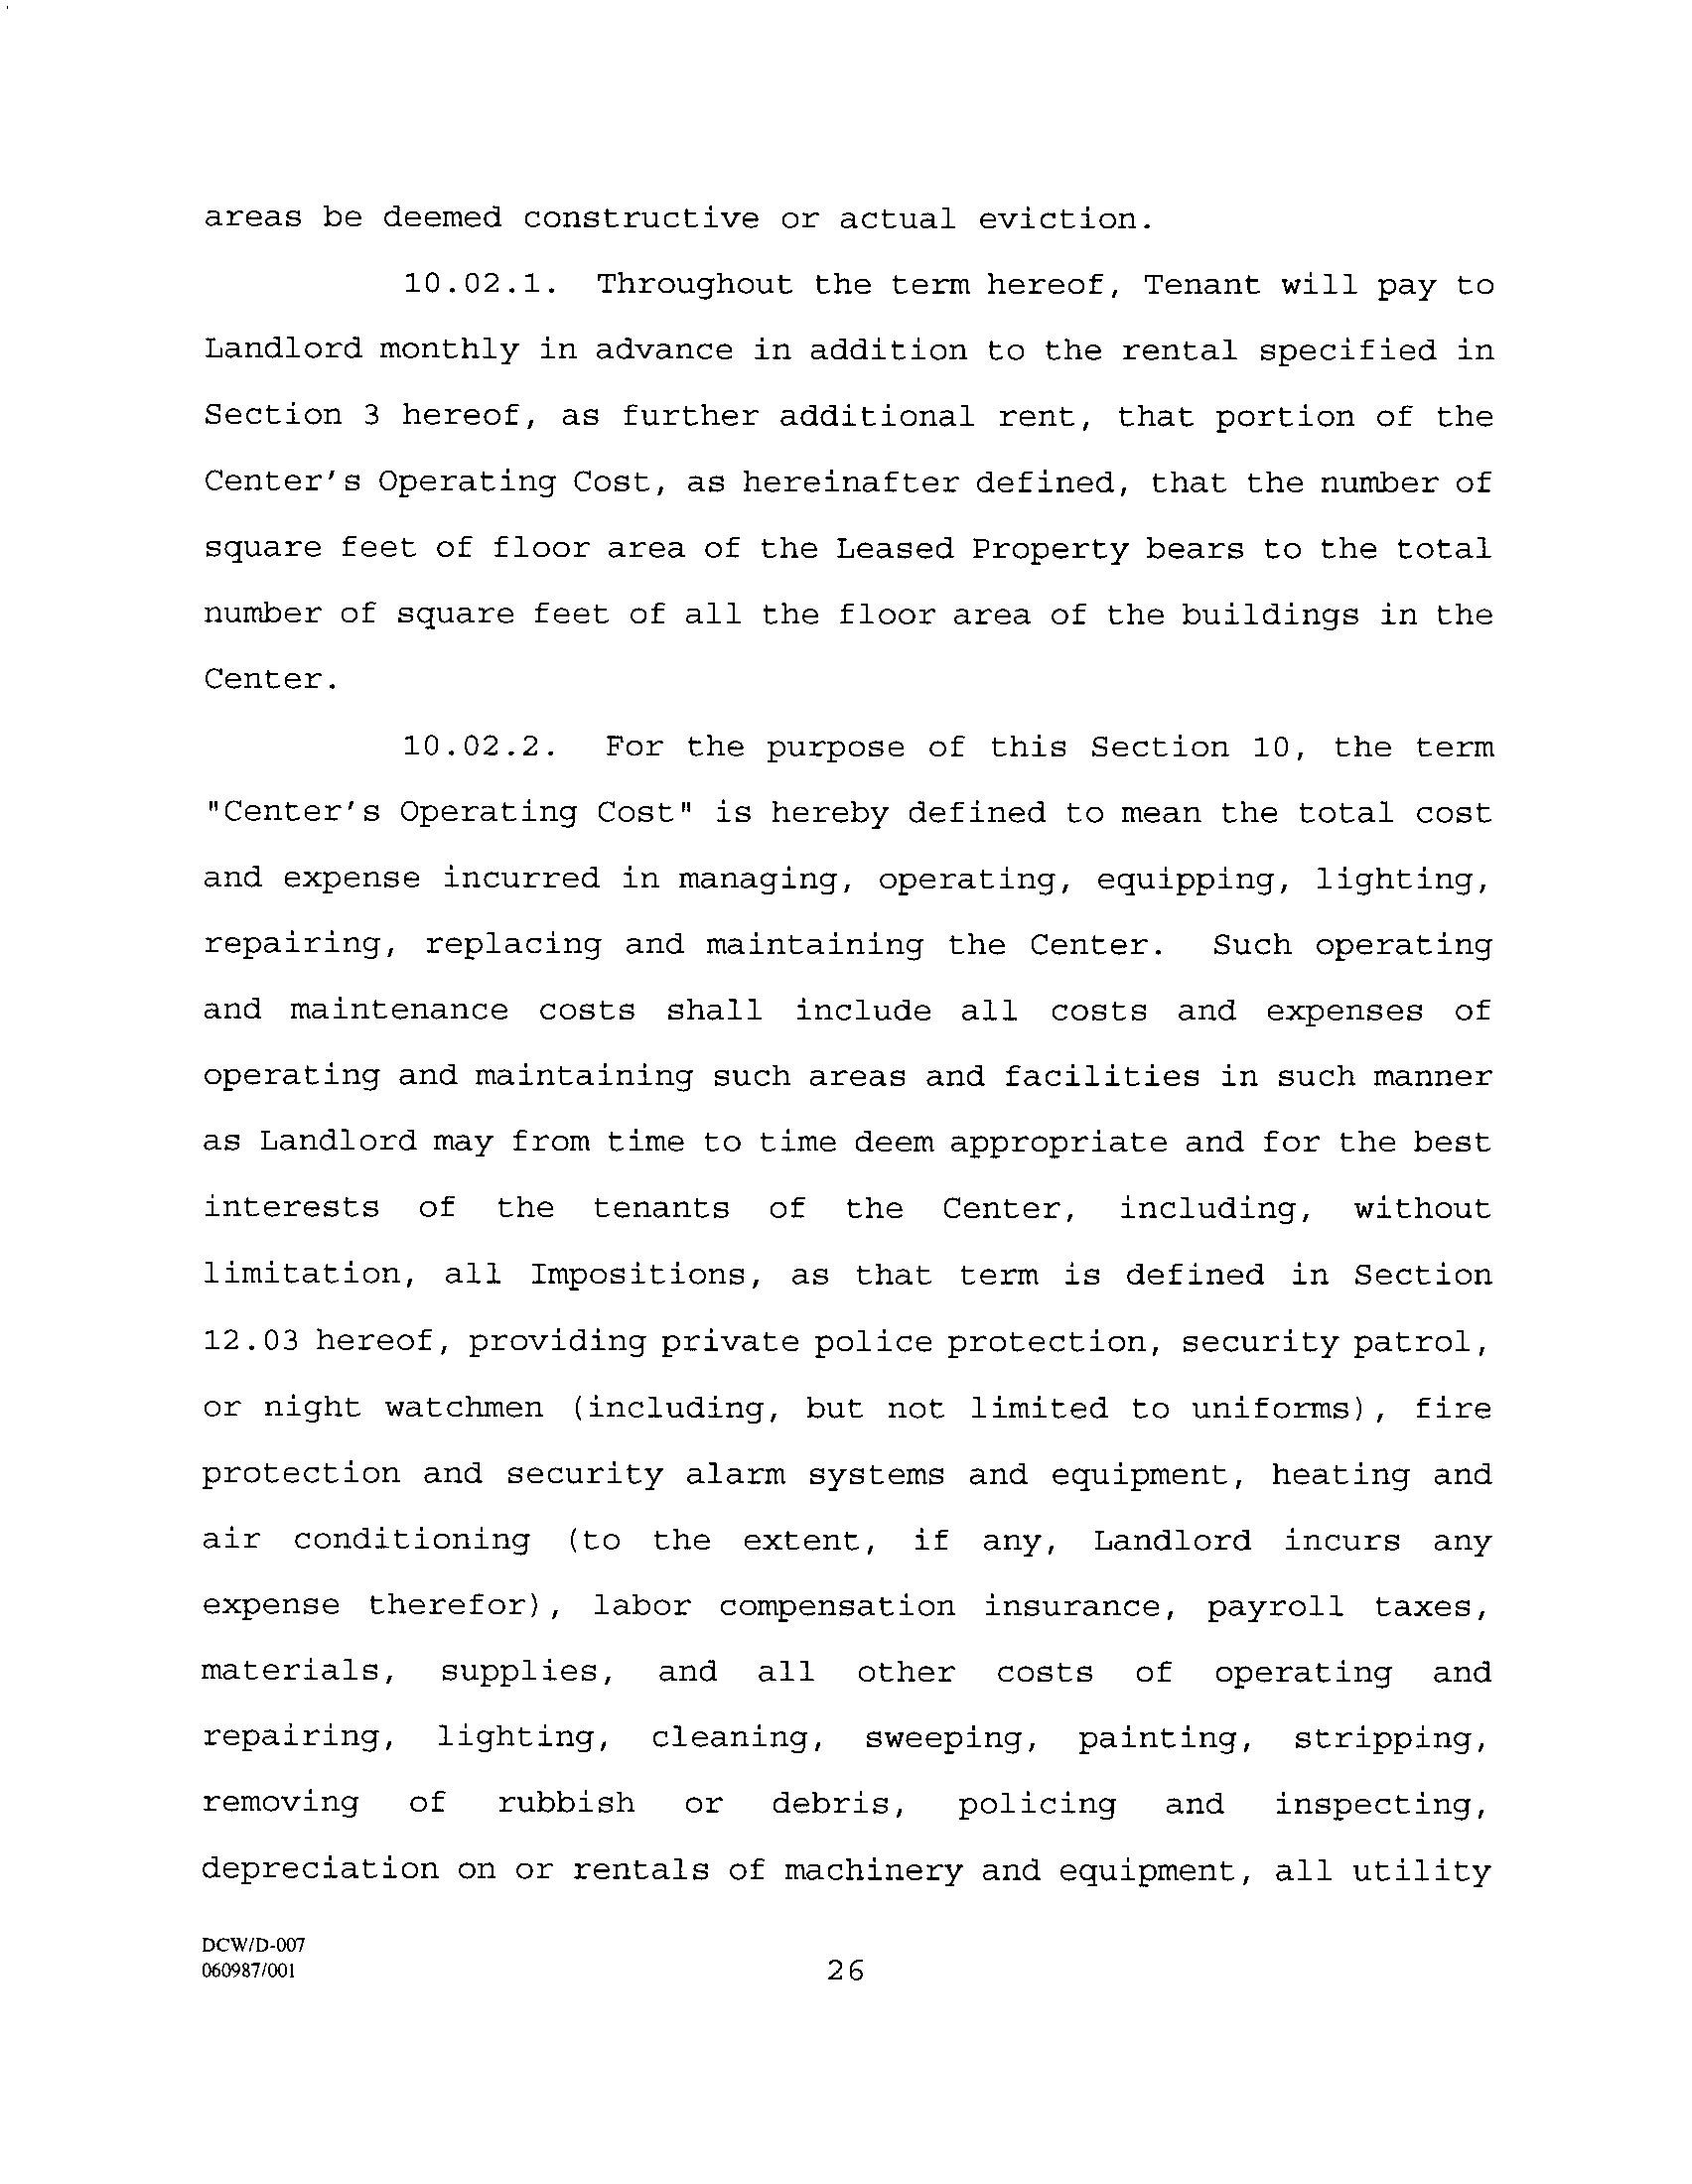 areas be deemed constructive or actual eviction.
10.02.1. Throughout the term hereof, Tenant will pay to
Landlord monthly in advance in addition to the rental specified in
Section 3 hereof, as further additional rent, that portion of the
Center's Operating Cost, as hereinafter defined, that the number of
square feet of floor area of the Leased Property bears to the total
number of square feet of all the floor area of the buildings in the
Center.
10.02.2. For the purpose of this Section 10, the term
"Center's Operating Cost" is hereby defined to mean the total cost
and expense incurred in managing, operating, equipping, lighting,
repairing, replacing and maintaining the Center. Such operating
and maintenance costs shall include all costs and expenses of
operating and maintaining such areas and facilities in such manner
as Landlord may from time to time deem appropriate and for the best
interests of the tenants of the Center, including, without
limitation, all Impositions, as that term is defined in Section
12.03 hereof, providing private police protection, security patrol,
or night watchmen (including, but not limited to uniforms), fire
protection and security alarm systems and equipment, heating and
air conditioning (to the extent, if any, Landlord incurs any
expense therefor), labor compensation insurance, payroll taxes,
materials, supplies, and all other costs of operating and
repairing, lighting, cleaning, sweeping, painting, stripping,
removing of rubbish or debris, policing and inspecting,
depreciation on or rentals of machinery and equipment, all utility
DCW/D-007
060987/001
26